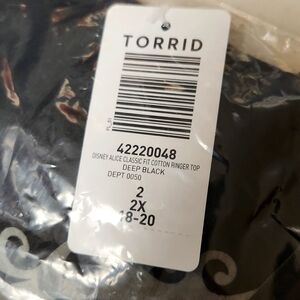 TORRID
42220048
DISNEY ALICE CLASSIC FIT COTTON RINGER TOP
DEEP BLACK
DEPT 0050
2
2X
18-20